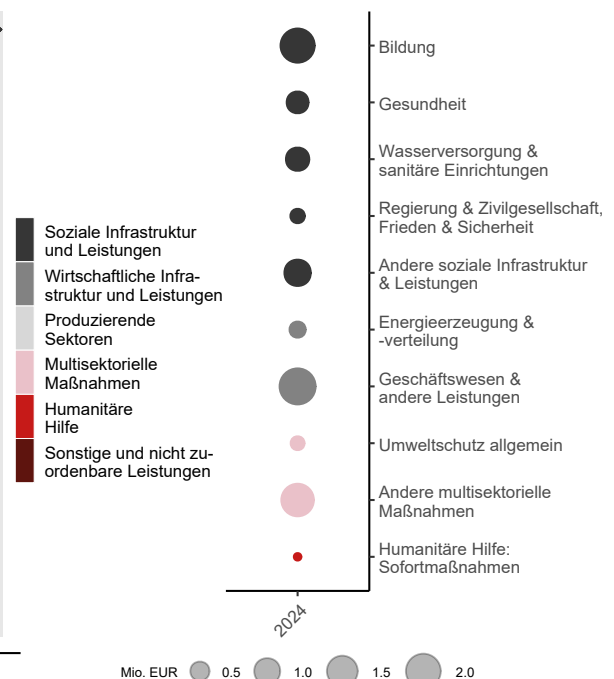 Bildung
Gesundheit
Wasserversorgung &
sanitäre Einrichtungen
Regierung & Zivilgesellschaft,
Frieden & Sicherheit
Andere soziale Infrastruktur
& Leistungen
Energieerzeugung &
-verteilung
Geschäftswesen &
andere Leistungen
Umweltschutz allgemein
Andere multisektorielle
Maßnahmen
Humanitäre Hilfe:
Sofortmaßnahmen
Soziale Infrastruktur
und Leistungen
Wirtschaftliche Infra-
struktur und Leistungen
Produzierende
Sektoren
Multisektorielle
Maßnahmen
Humanitäre
Hilfe
Sonstige und nicht zu-
ordenbare Leistungen
2024
Mio. EUR 0.5 1.0 1.5 2.0